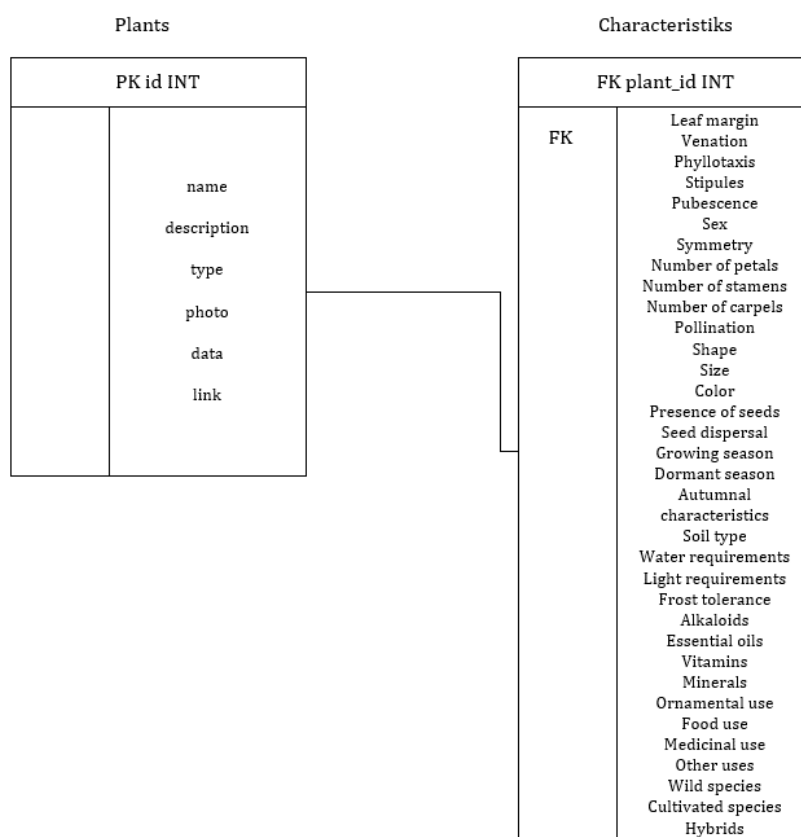 Plants
PK id INT
name
description
type
photo
data
link
Characteristiks
FK plant_id INT
FK
Leaf margin
Venation
Phyllotaxis
Stipules
Pubescence
Sex
Symmetry
Number of petals
Number of stamens
Number of carpels
Pollination
Shape
Size
Color
Presence of seeds
Seed dispersal
Growing season
Dormant season
Autumnal
characteristics
Soil type
Water requirements
Light requirements
Frost tolerance
Alkaloids
Essential oils
Vitamins
Minerals
Ornamental use
Food use
Medicinal use
Other uses
Wild species
Cultivated species
Hybrids